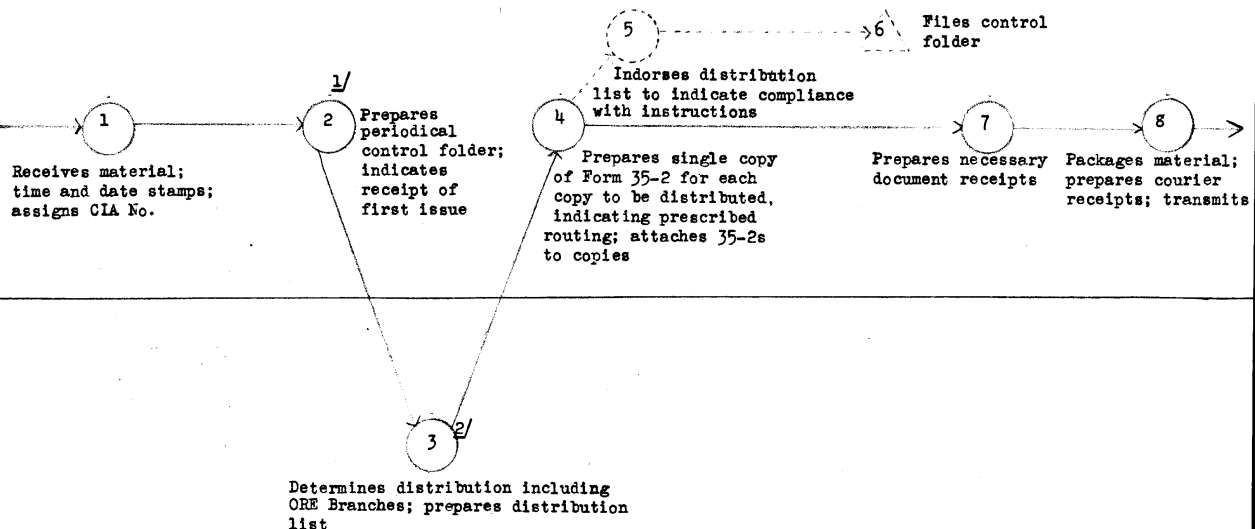 1
Receives material;
time and date stamps;
assigns CIA No.
1/
2
Prepares
periodical
control folder;
indicates
receipt of
first issue
3
2/
Determines distribution including
ORE Branches; prepares distribution
list
4
Prepares single copy
of Form 35-2 for each
copy to be distributed,
indicating prescribed
routing; attaches 35-2s
to copies
5
Indorses distribution
list to indicate compliance
with instructions
6
Files control
folder
7
Prepares necessary
document receipts
8
Packages material;
prepares courier
receipts; transmits